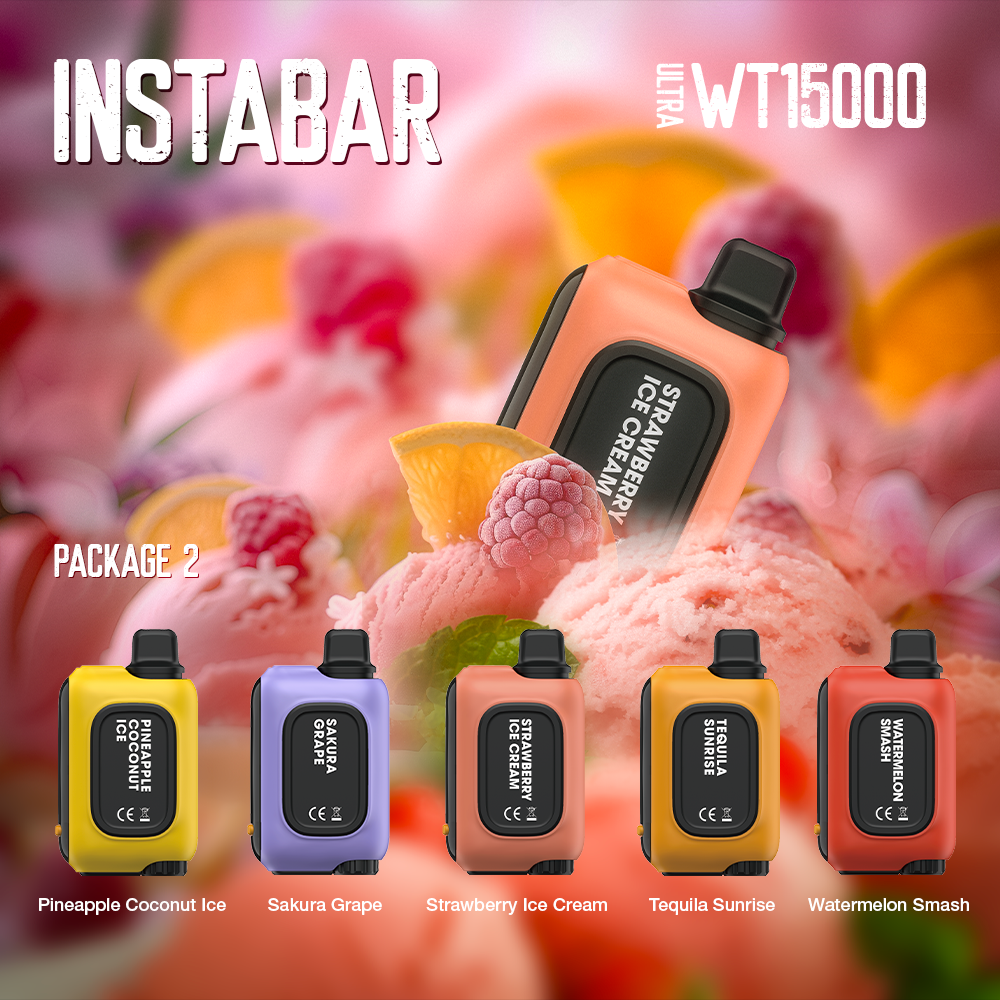 INSTABAR
ULTRA WT15000
STRAWBERRY
ICE CREAM
PACKAGE 2
PINEAPPLE
COCONUT
ICE
CE
SAKURA
GRAPE
CE
STRAWBERRY
ICE CREAM
CE
TEQUILA
SUNRISE
CE
WATERMELON
SMASH
CE
Pineapple Coconut Ice
Sakura Grape
Strawberry Ice Cream
Tequila Sunrise
Watermelon Smash